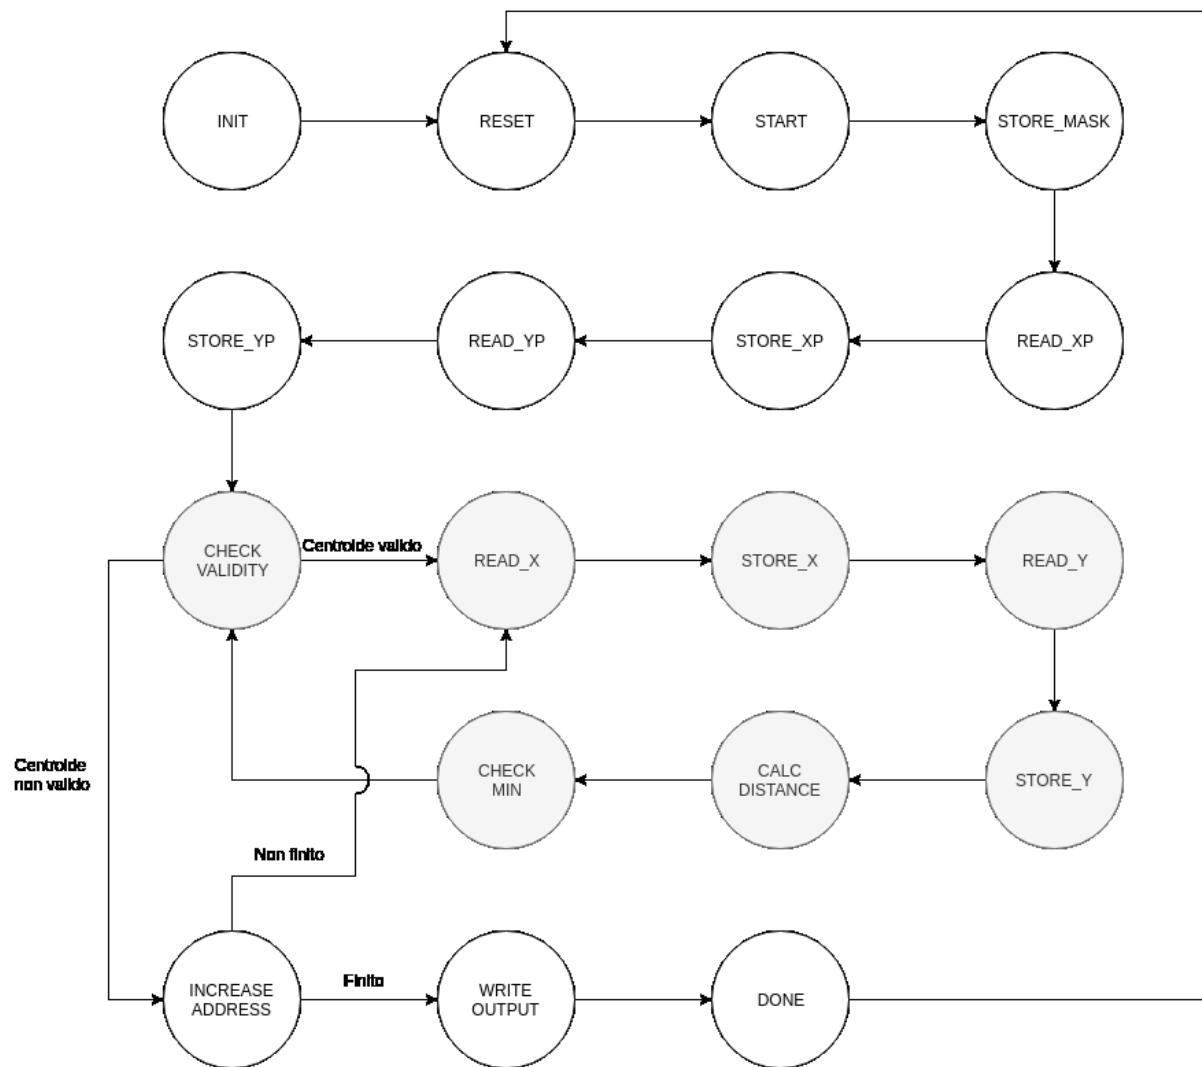 INIT
RESET
START
STORE_MASK
STORE_YP
READ_YP
STORE_XP
READ_XP
CHECK
VALIDITY
Centroide valido
READ_X
STORE_X
READ_Y
Centroide
non valido
CHECK
MIN
CALC
DISTANCE
STORE_Y
Non finito
INCREASE
ADDRESS
Finito
WRITE
OUTPUT
DONE